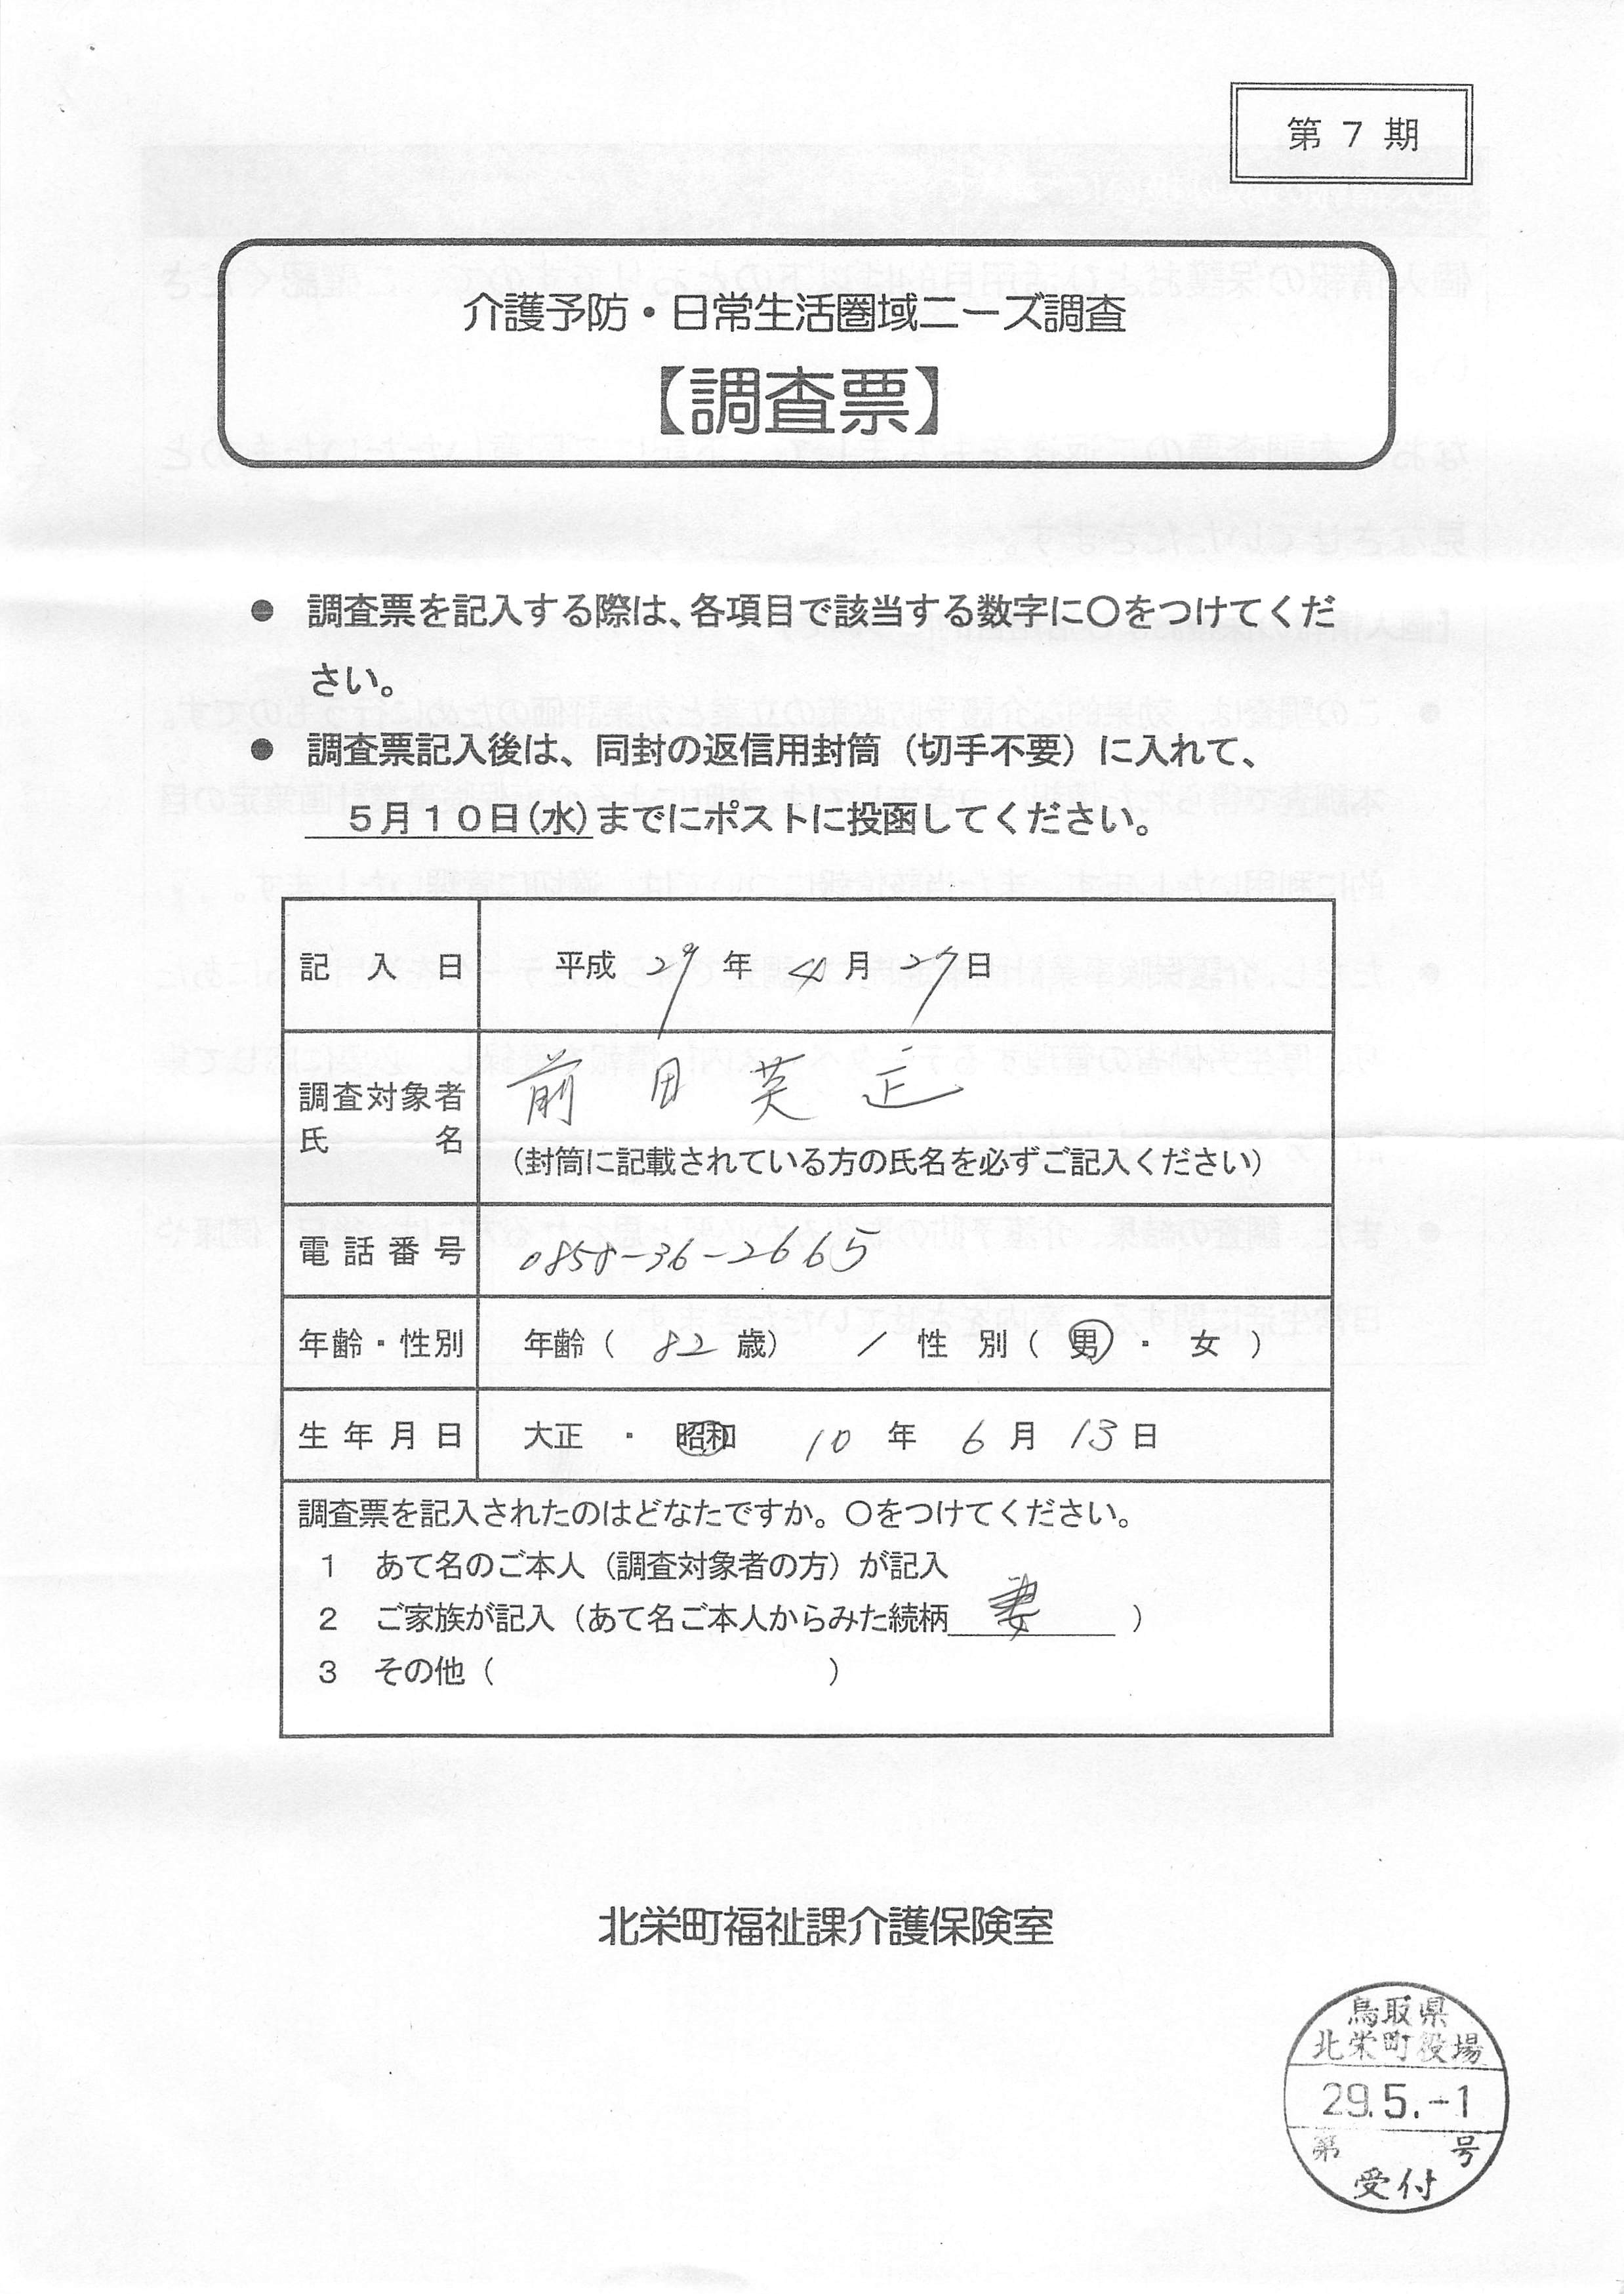 第 7 期
介護予防・日常生活圏域ニーズ調査
【調査票】
● 調査票を記入する際は、各項目で該当する数字に〇をつけてくだ
さい。
● 調査票記入後は、同封の返信用封筒（切手不要）に入れて、
５月１０日（水）までにポストに投函してください。
記入日 平成 29 年 4 月 27 日
調査対象者 前田英正
氏名 （封筒に記載されている方の氏名を必ずご記入ください）
電話番号 0858-36-2665
年齢・性別 年齢（ 82 歳） ／ 性別（ 男 ・ 女 ）
生年月日 大正 ・ 昭和 10 年 6 月 13 日
調査票を記入されたのはどなたですか。〇をつけてください。
1 あて名のご本人（調査対象者の方）が記入
2 ご家族が記入（あて名ご本人からみた続柄 妻 ）
3 その他（ ）
北栄町福祉課介護保険室
鳥取県
北栄町役場
29.5.-1
第 号
受付